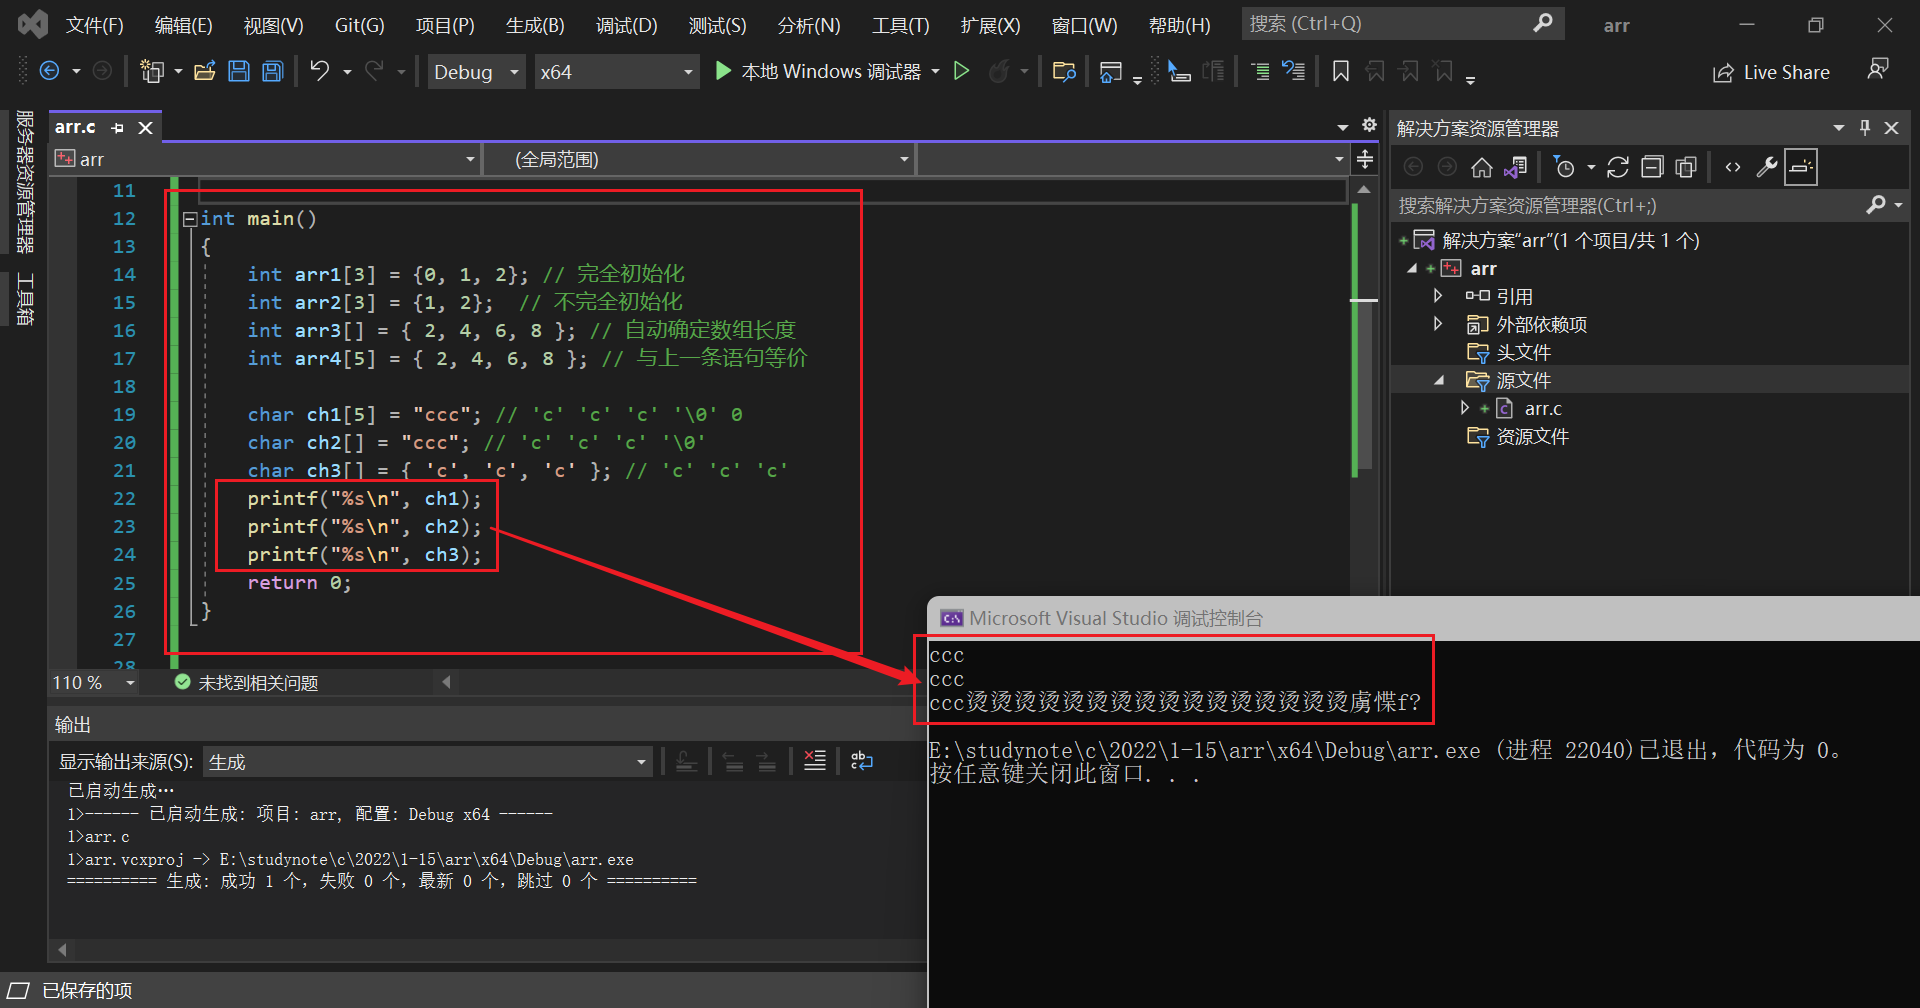 文件(F) 编辑(E) 视图(V) Git(G) 项目(P) 生成(B) 调试(D) 测试(S) 分析(N) 工具(T) 扩展(X) 窗口(W) 帮助(H) 搜索 (Ctrl+Q) arr
Debug x64 本地 Windows 调试器 Live Share
服务器资源管理器
工具箱
arr.c
arr (全局范围)
11
12 int main()
13 {
14 int arr1[3] = {0, 1, 2}; // 完全初始化
15 int arr2[3] = {1, 2};  // 不完全初始化
16 int arr3[] = { 2, 4, 6, 8 }; // 自动确定数组长度
17 int arr4[5] = { 2, 4, 6, 8 }; // 与上一条语句等价
18
19 char ch1[5] = "ccc"; // 'c' 'c' 'c' '\0' 0
20 char ch2[] = "ccc"; // 'c' 'c' 'c' '\0'
21 char ch3[] = { 'c', 'c', 'c' }; // 'c' 'c' 'c'
22 printf("%s\n", ch1);
23 printf("%s\n", ch2);
24 printf("%s\n", ch3);
25 return 0;
26 }
27
28
110 % 未找到相关问题
输出
显示输出来源(S): 生成
已启动生成…
1>------ 已启动生成: 项目: arr, 配置: Debug x64 ------
1>arr.c
1>arr.vcxproj -> E:\studynote\c\2022\1-15\arr\x64\Debug\arr.exe
========== 生成: 成功 1 个，失败 0 个，最新 0 个，跳过 0 个 ==========
已保存的项
解决方案资源管理器
搜索解决方案资源管理器(Ctrl+;)
解决方案“arr”(1 个项目/共 1 个)
arr
引用
外部依赖项
头文件
源文件
arr.c
资源文件
Microsoft Visual Studio 调试控制台
ccc
ccc
ccc烫烫烫烫烫烫烫烫烫烫烫烫烫烫烫烫虏惵f?
E:\studynote\c\2022\1-15\arr\x64\Debug\arr.exe (进程 22040)已退出，代码为 0。
按任意键关闭此窗口. . .